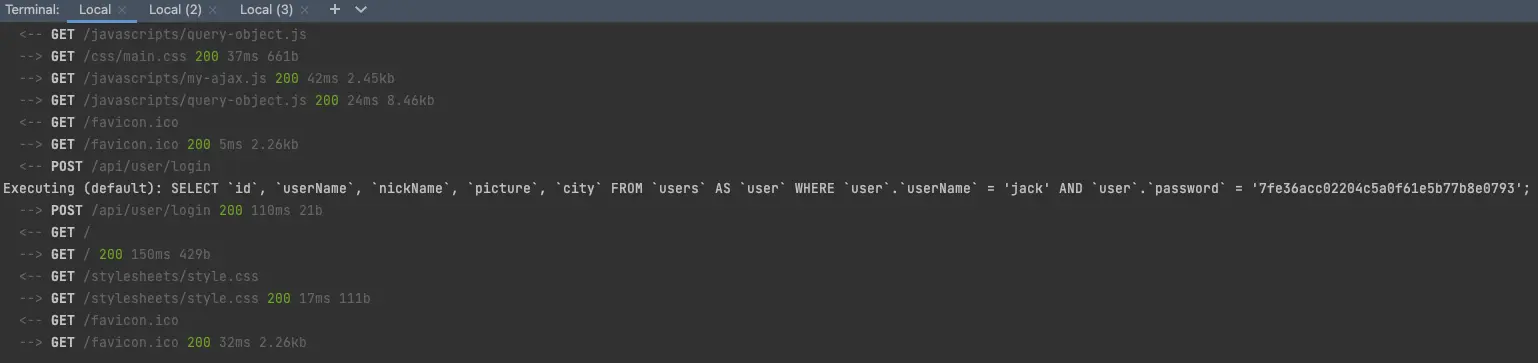 Terminal: Local × Local (2) × Local (3) × +
<-- GET /javascripts/query-object.js
--> GET /css/main.css 200 37ms 661b
--> GET /javascripts/my-ajax.js 200 42ms 2.45kb
--> GET /javascripts/query-object.js 200 24ms 8.46kb
<-- GET /favicon.ico
--> GET /favicon.ico 200 5ms 2.26kb
<-- POST /api/user/login
Executing (default): SELECT `id`, `userName`, `nickName`, `picture`, `city` FROM `users` AS `user` WHERE `user`.`userName` = 'jack' AND `user`.`password` = '7fe36acc02204c5a0f61e5b77b8e0793';
--> POST /api/user/login 200 110ms 21b
<-- GET /
--> GET / 200 150ms 429b
<-- GET /stylesheets/style.css
--> GET /stylesheets/style.css 200 17ms 111b
<-- GET /favicon.ico
--> GET /favicon.ico 200 32ms 2.26kb